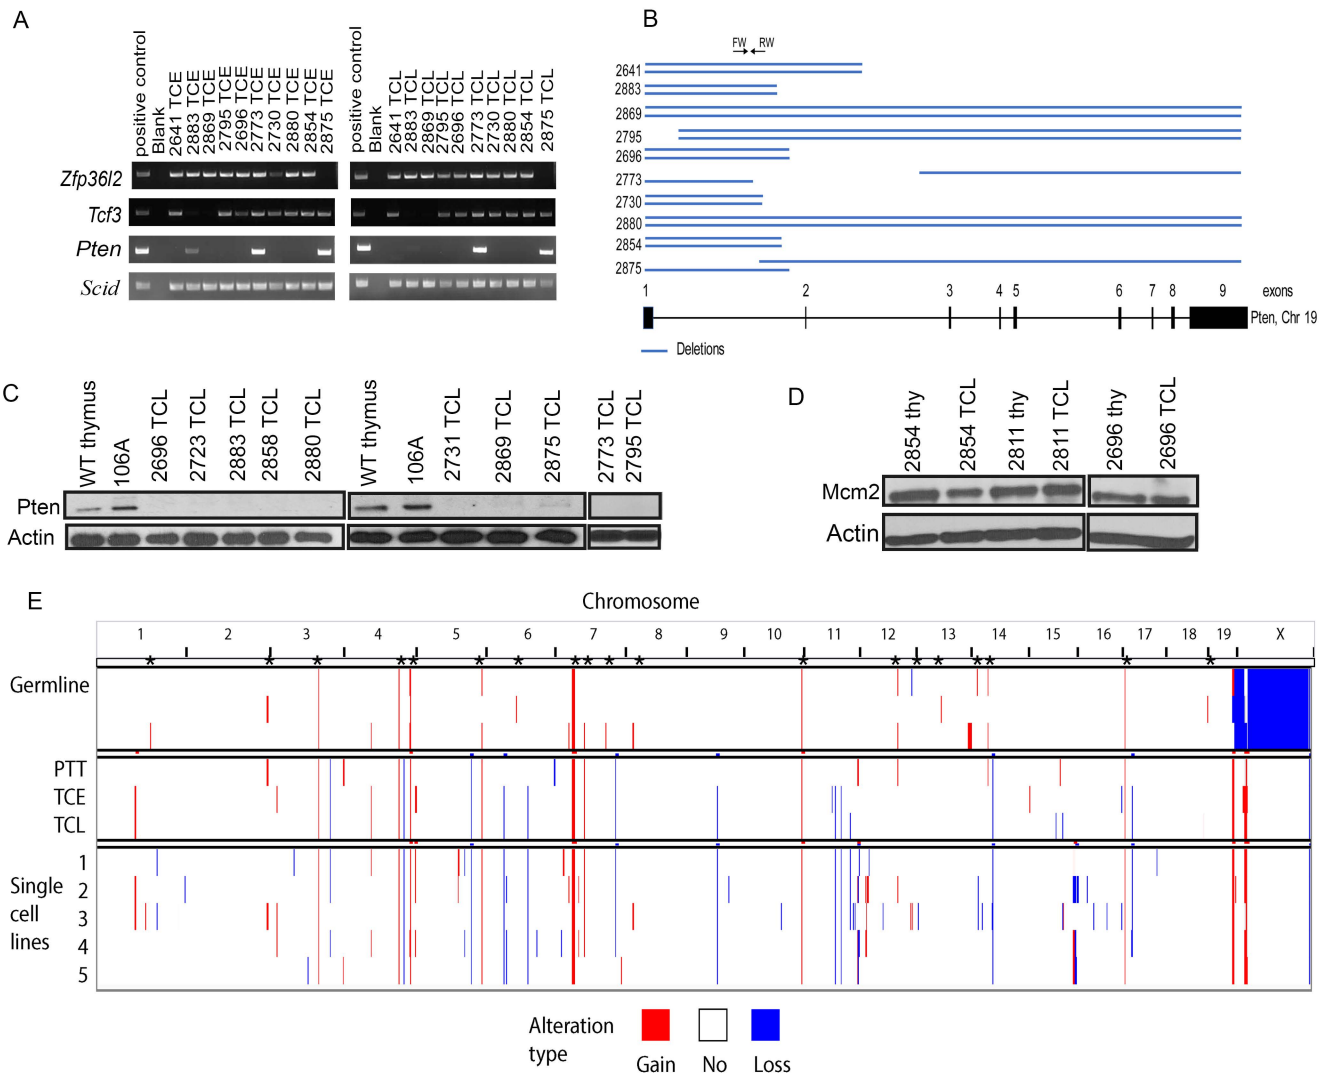 A
positive control
Blank
2641 TCE
2883 TCE
2869 TCE
2795 TCE
2696 TCE
2773 TCE
2730 TCE
2880 TCE
2854 TCE
2875 TCE
positive control
Blank
2641 TCL
2883 TCL
2869 TCL
2795 TCL
2696 TCL
2773 TCL
2730 TCL
2880 TCL
2854 TCL
2875 TCL
Zfp36l2
Tcf3
Pten
Scid
B
FW RW
2641
2883
2869
2795
2696
2773
2730
2880
2854
2875
1 2 3 4 5 6 7 8 9 exons
Pten, Chr 19
Deletions
C
WT thymus
106A
2696 TCL
2723 TCL
2883 TCL
2858 TCL
2880 TCL
WT thymus
106A
2731 TCL
2869 TCL
2875 TCL
2773 TCL
2795 TCL
Pten
Actin
D
2854 thy
2854 TCL
2811 thy
2811 TCL
2696 thy
2696 TCL
Mcm2
Actin
E
Chromosome
1 2 3 4 5 6 7 8 9 10 11 12 13 14 15 16 17 18 19 X
* * * * * * * * * * * * * * * * * * * *
Germline
PTT
TCE
TCL
Single
cell
lines
1
2
3
4
5
Alteration
type
Gain
No
Loss